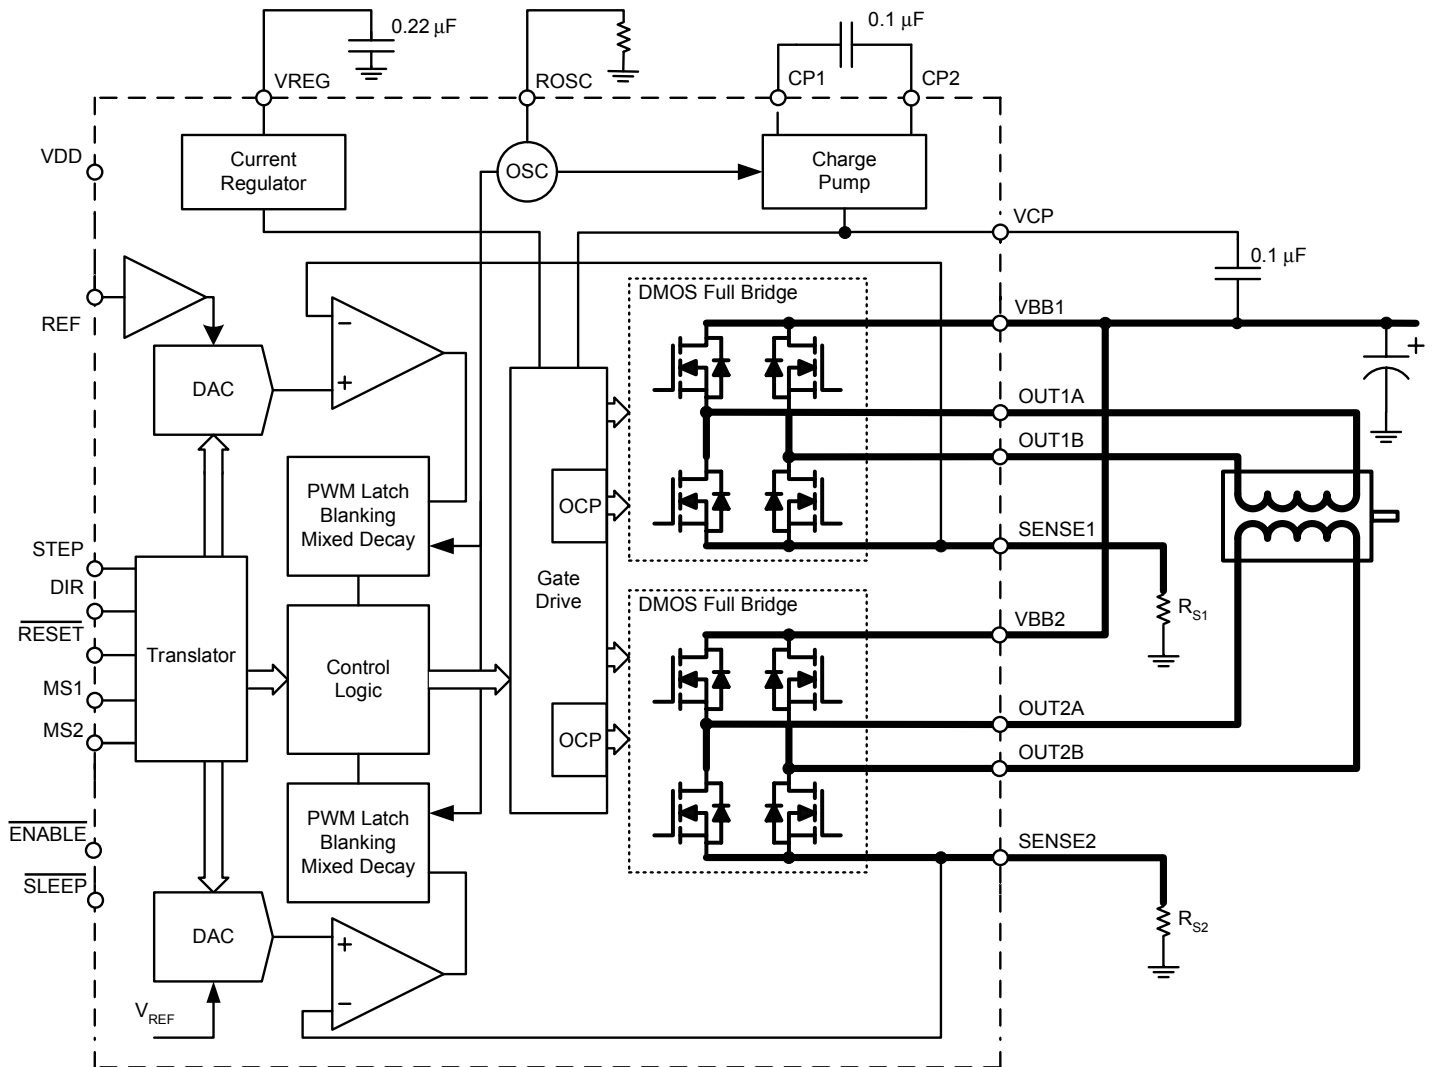 0.22 µF
0.1 µF
VREG
ROSC
CP1
CP2
VDD
Current
Regulator
OSC
Charge
Pump
VCP
0.1 µF
REF
DMOS Full Bridge
VBB1
−
+
+
DAC
OUT1A
OUT1B
PWM Latch
Blanking
Mixed Decay
OCP
SENSE1
STEP
DIR
RESET
MS1
MS2
Translator
Control
Logic
Gate
Drive
DMOS Full Bridge
RS1
VBB2
OUT2A
OCP
OUT2B
PWM Latch
Blanking
Mixed Decay
ENABLE
SLEEP
SENSE2
DAC
+
−
RS2
VREF